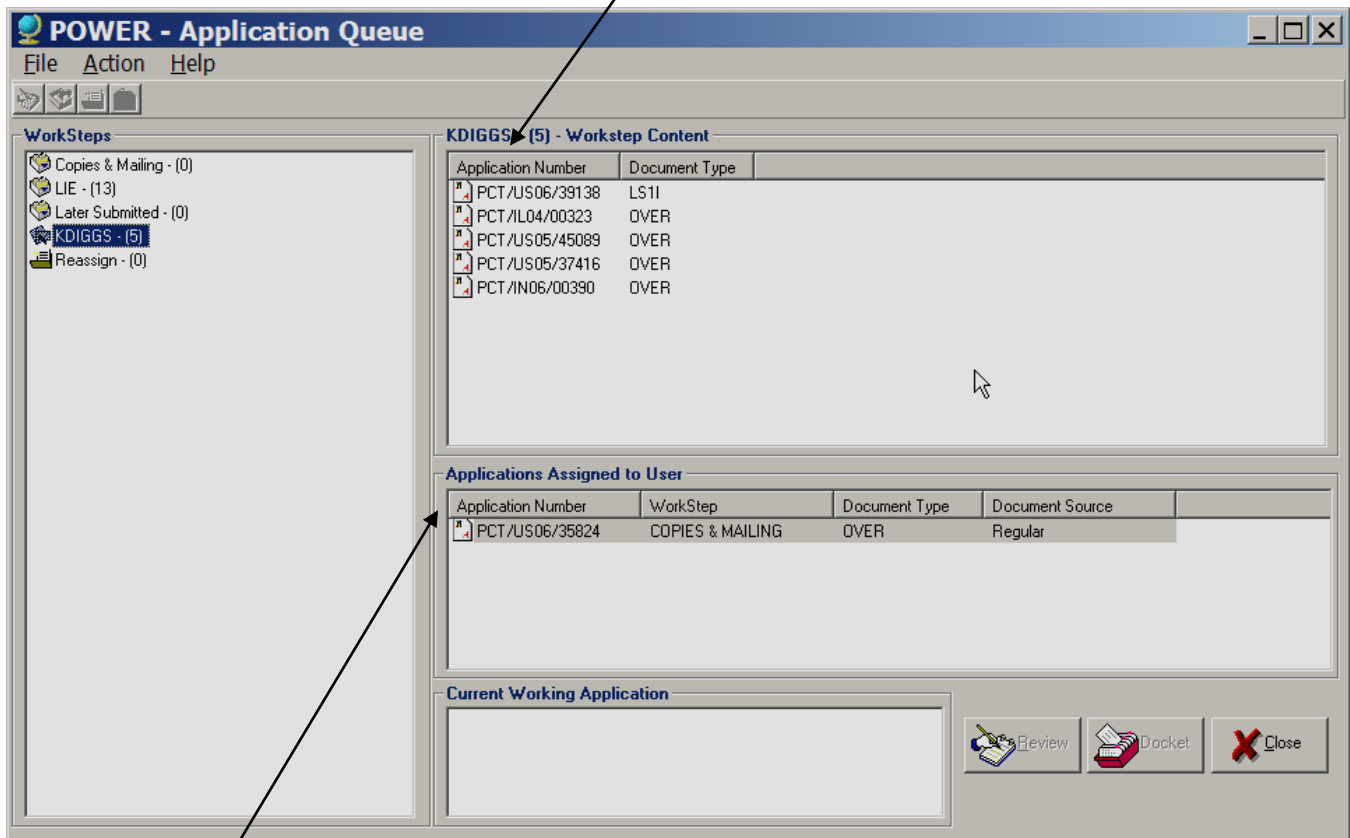 POWER - Application Queue
File Action Help
WorkSteps
Copies & Mailing - (0)
LIE - (13)
Later Submitted - (0)
KDIGGS - (5)
Reassign - (0)
KDIGGS - (5) - Workstep Content
Application Number Document Type
PCT/US06/39138 LS1I
PCT/IL04/00323 OVER
PCT/US05/45089 OVER
PCT/US05/37416 OVER
PCT/IN06/00390 OVER
Applications Assigned to User
Application Number WorkStep Document Type Document Source
PCT/US06/35824 COPIES & MAILING OVER Regular
Current Working Application
Review Docket Close